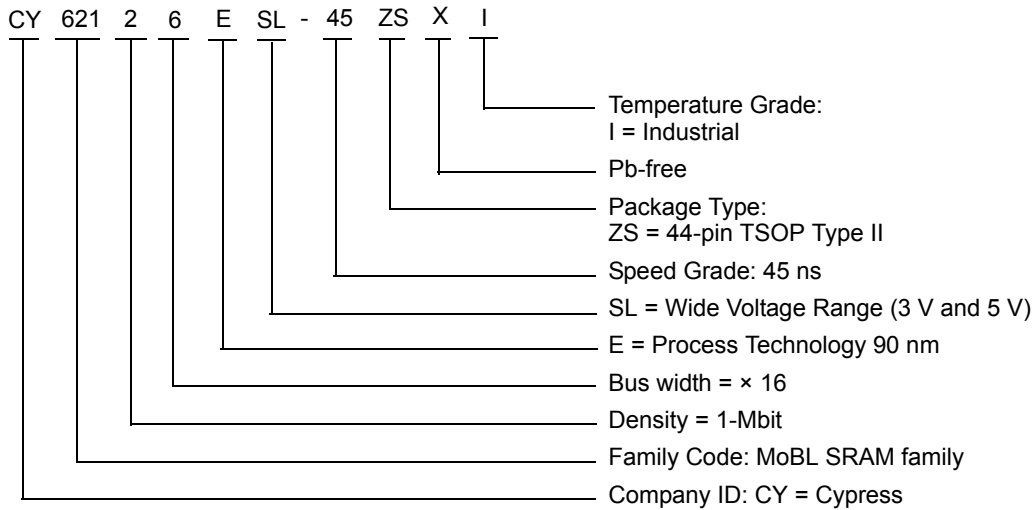 CY 621 2 6 E SL - 45 ZS X I
Temperature Grade:
I = Industrial
Pb-free
Package Type:
ZS = 44-pin TSOP Type II
Speed Grade: 45 ns
SL = Wide Voltage Range (3 V and 5 V)
E = Process Technology 90 nm
Bus width = × 16
Density = 1-Mbit
Family Code: MoBL SRAM family
Company ID: CY = Cypress